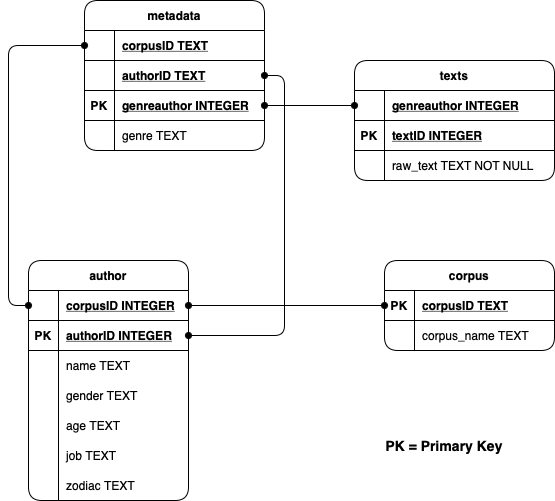 metadata
corpusID TEXT
authorID TEXT
PK genreauthor INTEGER
genre TEXT
texts
genreauthor INTEGER
PK textID INTEGER
raw_text TEXT NOT NULL
author
corpusID INTEGER
PK authorID INTEGER
name TEXT
gender TEXT
age TEXT
job TEXT
zodiac TEXT
corpus
PK corpusID TEXT
corpus_name TEXT
PK = Primary Key